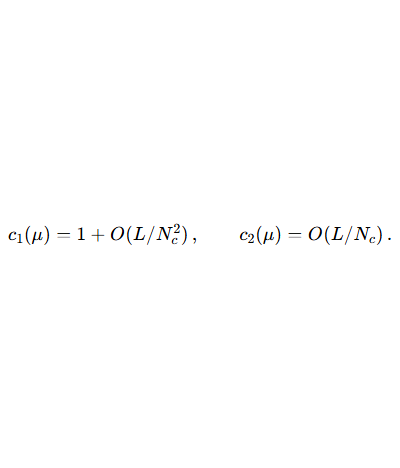 c₁(μ) = 1 + O(L/N_c²) ,   c₂(μ) = O(L/N_c) .